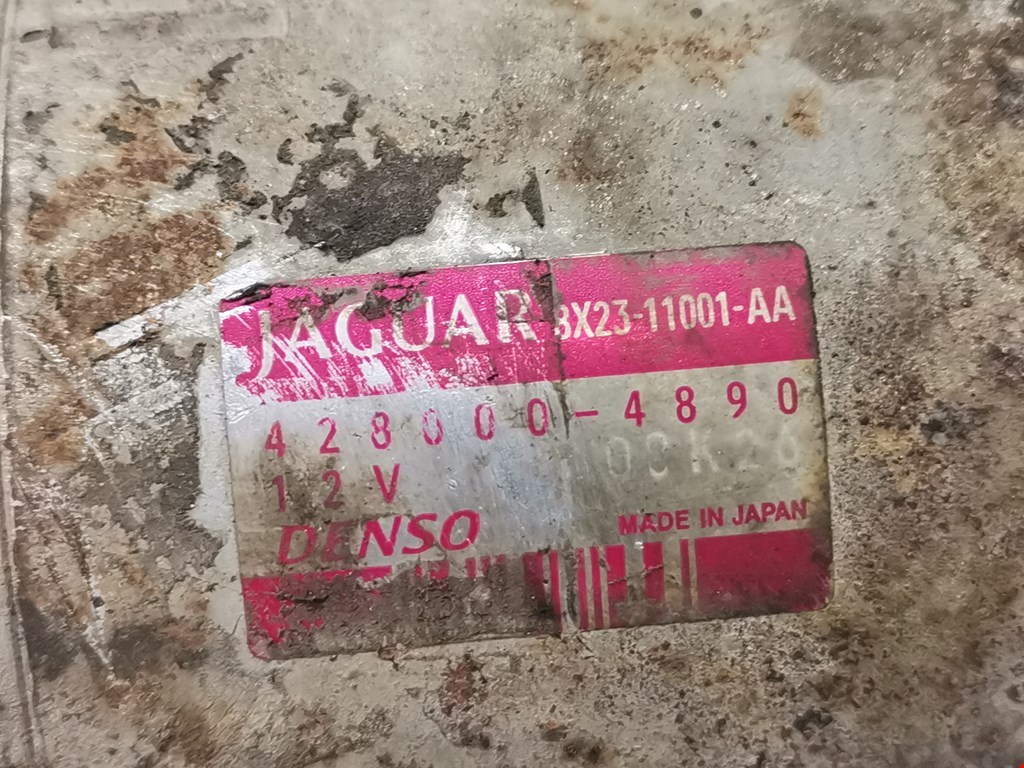 JAGUAR 8X23-11001-AA
428000-4890
12V
DENSO MADE IN JAPAN